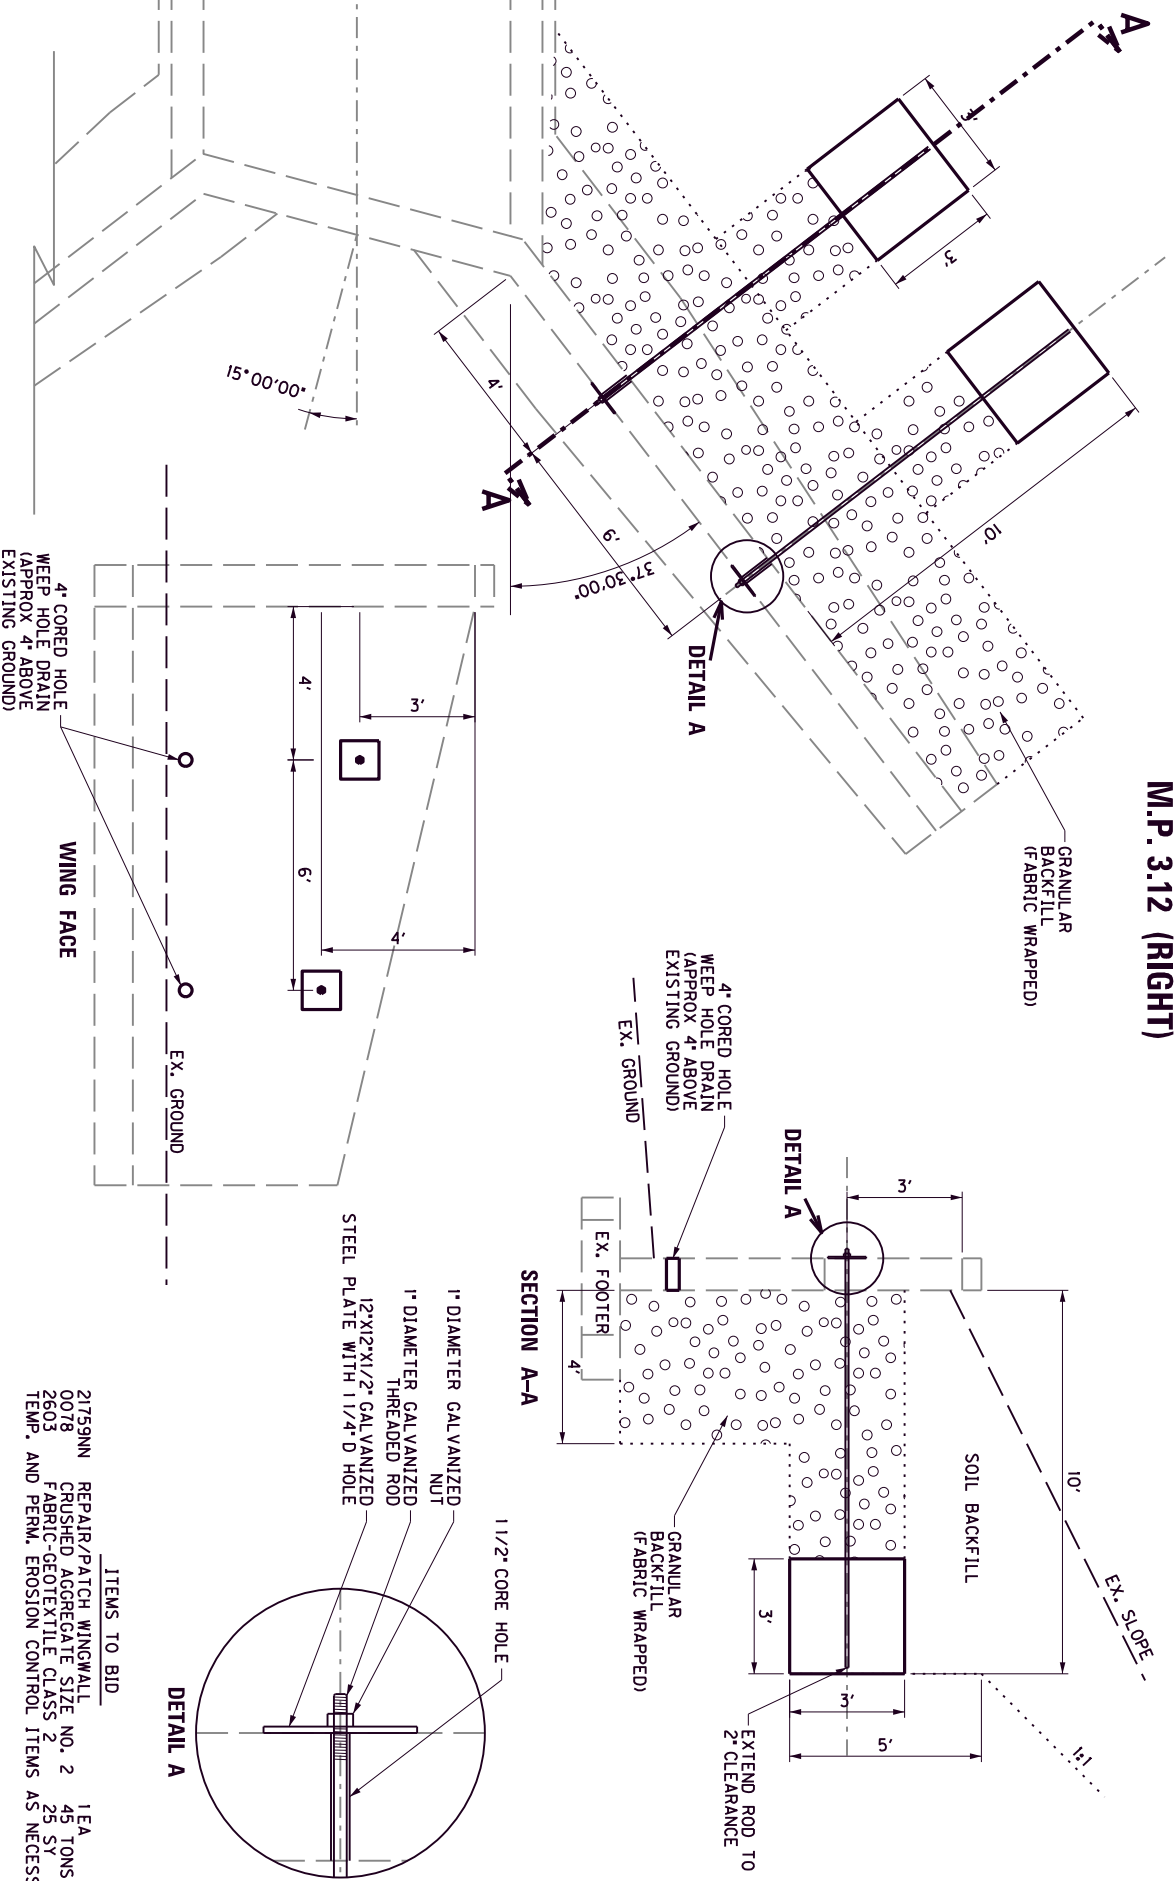 M.P. 3.12 (RIGHT)
A
3'
3'
10'
4'
6'
A
15°00'00"
37°30'00"
DETAIL A
GRANULAR
BACKFILL
(FABRIC WRAPPED)
4" CORED HOLE
WEEP HOLE DRAIN
(APPROX 4" ABOVE
EXISTING GROUND)
4'
3'
6'
4'
EX. GROUND
WING FACE
4" CORED HOLE
WEEP HOLE DRAIN
(APPROX 4" ABOVE
EXISTING GROUND)
EX. GROUND
DETAIL A
3'
10'
EX. SLOPE
SOIL BACKFILL
1:1
EX. FOOTER
4'
GRANULAR
BACKFILL
(FABRIC WRAPPED)
3'
3'
5'
EXTEND ROD TO
2" CLEARANCE
SECTION A-A
1 1/2" CORE HOLE
1" DIAMETER GALVANIZED
NUT
1" DIAMETER GALVANIZED
THREADED ROD
12"X12"X1/2" GALVANIZED
STEEL PLATE WITH 1 1/4" D HOLE
DETAIL A
ITEMS TO BID
21759NN REPAIR/PATCH WINGWALL 1 EA
0078 CRUSHED AGGREGATE SIZE NO. 2 45 TONS
2603 FABRIC-GEOTEXTILE CLASS 2 25 SY
TEMP. AND PERM. EROSION CONTROL ITEMS AS NECESS